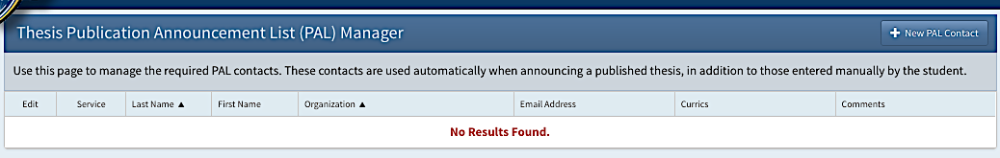 Thesis Publication Announcement List (PAL) Manager
+ New PAL Contact
Use this page to manage the required PAL contacts. These contacts are used automatically when announcing a published thesis, in addition to those entered manually by the student.
Edit Service Last Name ▲ First Name Organization ▲ Email Address Currics Comments
No Results Found.